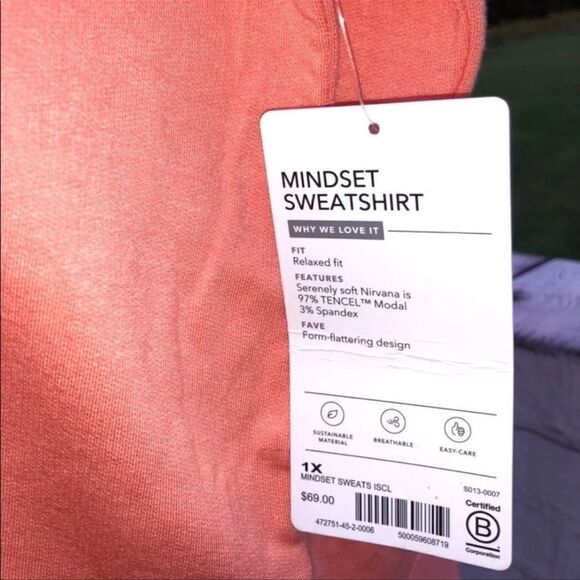 MINDSET
SWEATSHIRT
WHY WE LOVE IT
FIT
Relaxed fit
FEATURES
Serenely soft Nirvana is
97% TENCEL™ Modal
3% Spandex
FAVE
Form-flattering design
SUSTAINABLE
MATERIAL
BREATHABLE
EASY-CARE
1X
MINDSET SWEATS ISCL
S013-0007
$69.00
472751-45-2-0006
500059608719
Certified
B
Corporation